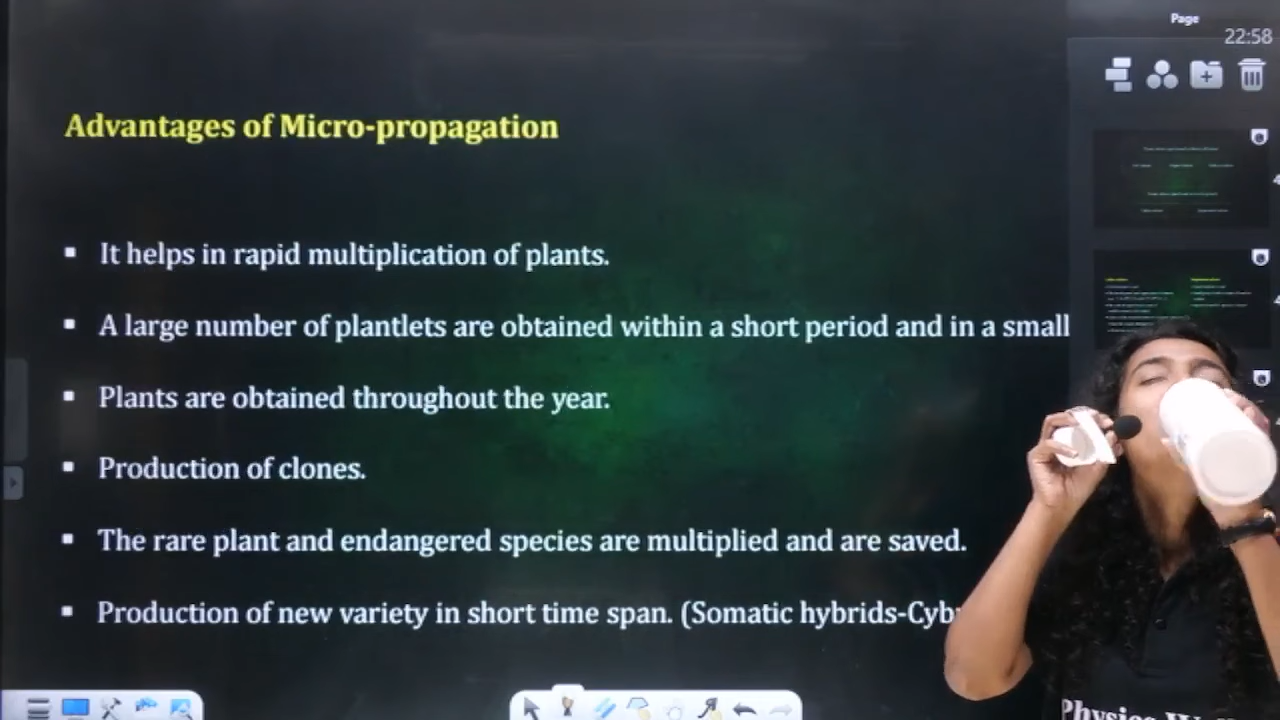 Page
22:58
Advantages of Micro-propagation
▪ It helps in rapid multiplication of plants.
▪ A large number of plantlets are obtained within a short period and in a small
▪ Plants are obtained throughout the year.
▪ Production of clones.
▪ The rare plant and endangered species are multiplied and are saved.
▪ Production of new variety in short time span. (Somatic hybrids-Cyb
Physics